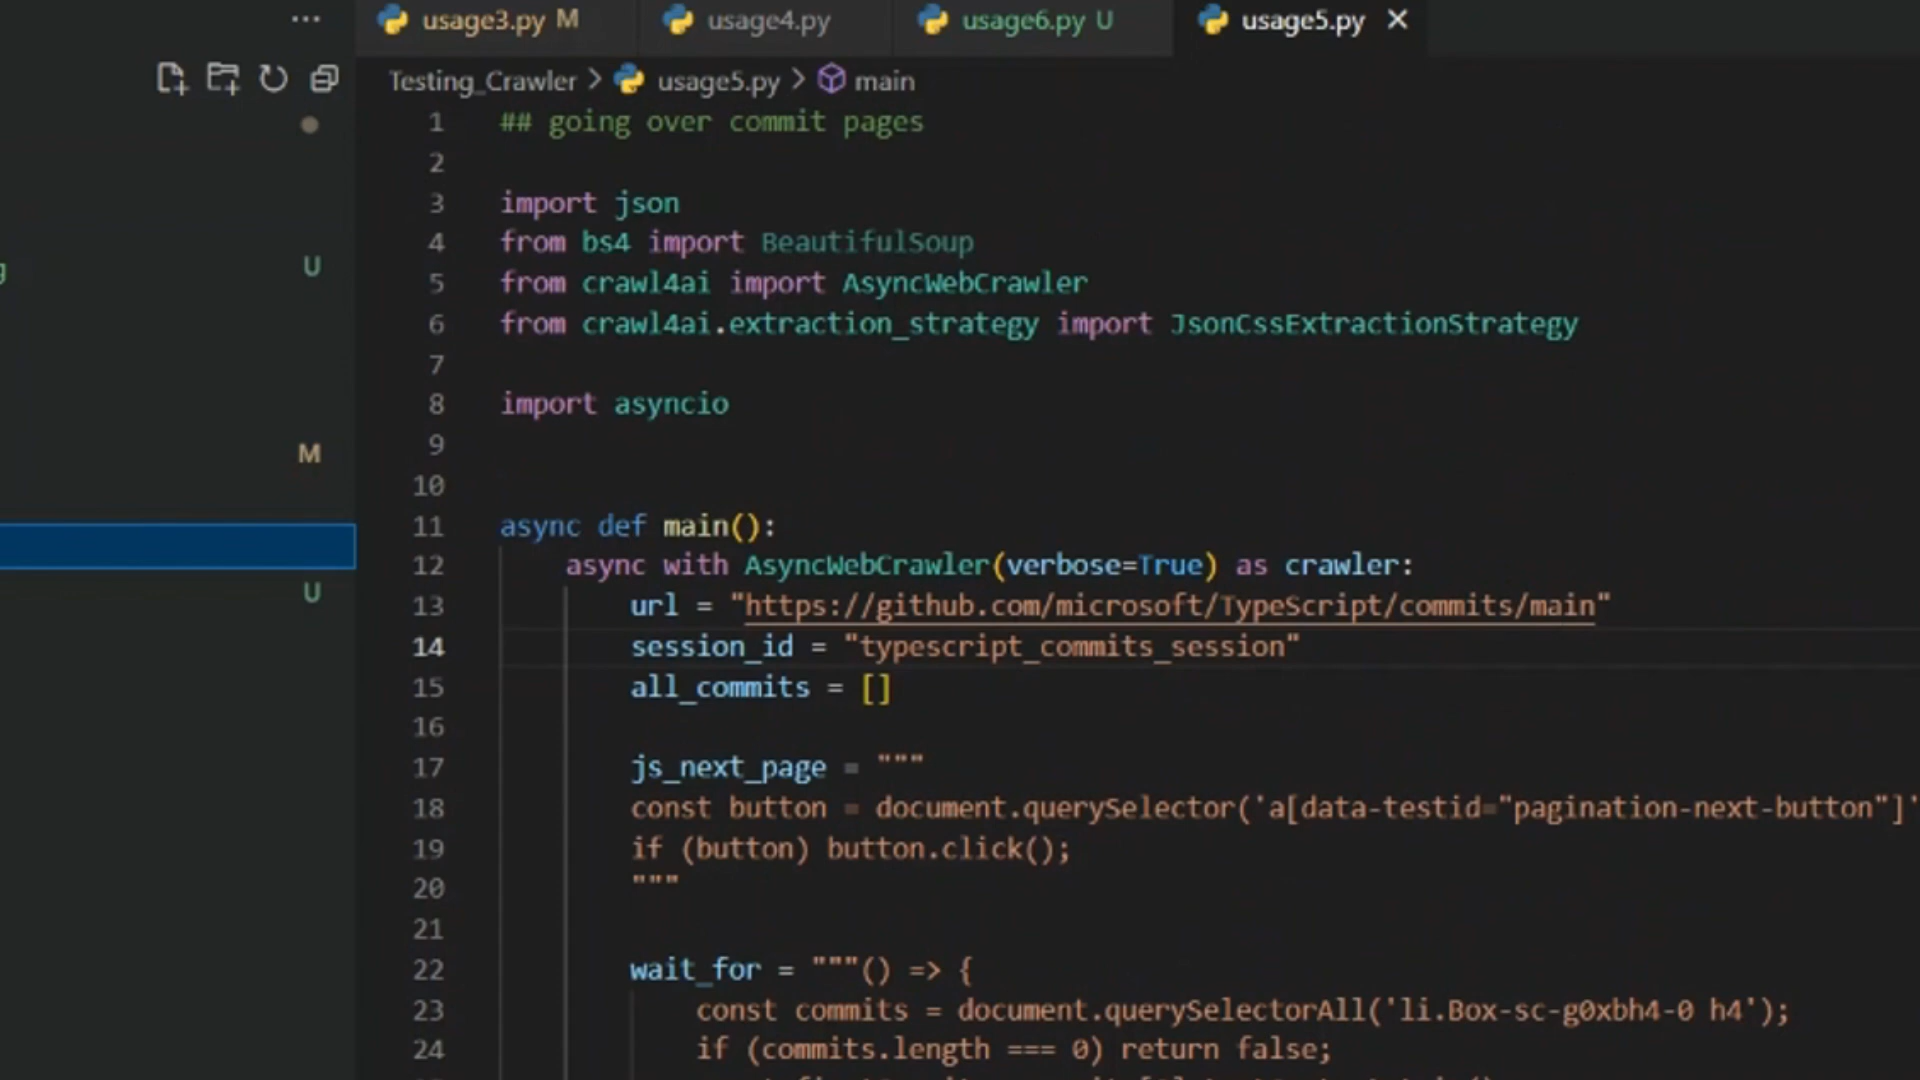 usage3.py M
usage4.py
usage6.py U
usage5.py
Testing_Crawler > usage5.py > main
1 ## going over commit pages
2
3 import json
4 from bs4 import BeautifulSoup
5 from crawl4ai import AsyncWebCrawler
6 from crawl4ai.extraction_strategy import JsonCssExtractionStrategy
7
8 import asyncio
9
10
11 async def main():
12 async with AsyncWebCrawler(verbose=True) as crawler:
13 url = "https://github.com/microsoft/TypeScript/commits/main"
14 session_id = "typescript_commits_session"
15 all_commits = []
16
17 js_next_page = """
18 const button = document.querySelector('a[data-testid="pagination-next-button"]'
19 if (button) button.click();
20 """
21
22 wait_for = """() => {
23 const commits = document.querySelectorAll('li.Box-sc-g0xbh4-0 h4');
24 if (commits.length === 0) return false;
U
M
U